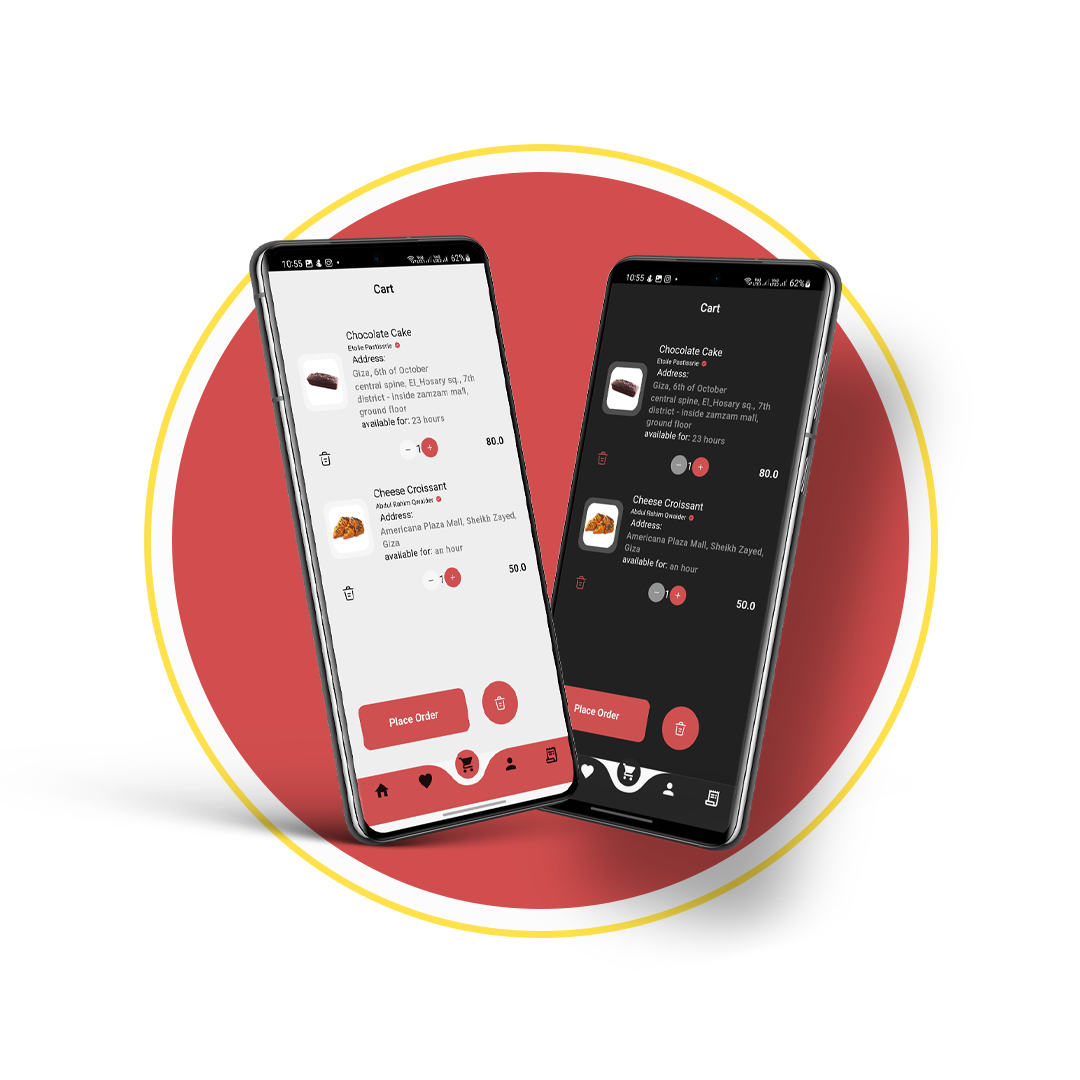 10:55
62%
Cart
Chocolate Cake
Etoile Pastisserie
Address:
Giza, 6th of October
central spine, El_Hosary sq., 7th
district - inside zamzam mall,
ground floor
available for: 23 hours
− 1 +
80.0
Cheese Croissant
Abdul Rahim Qwaider
Address:
Americana Plaza Mall, Sheikh Zayed,
Giza
available for: an hour
− 1 +
50.0
Place Order
10:55
62%
Cart
Chocolate Cake
Etoile Pastisserie
Address:
Giza, 6th of October
central spine, El_Hosary sq., 7th
district - inside zamzam mall,
ground floor
available for: 23 hours
− 1 +
80.0
Cheese Croissant
Abdul Rahim Qwaider
Address:
Americana Plaza Mall, Sheikh Zayed,
Giza
available for: an hour
− 1 +
50.0
Place Order